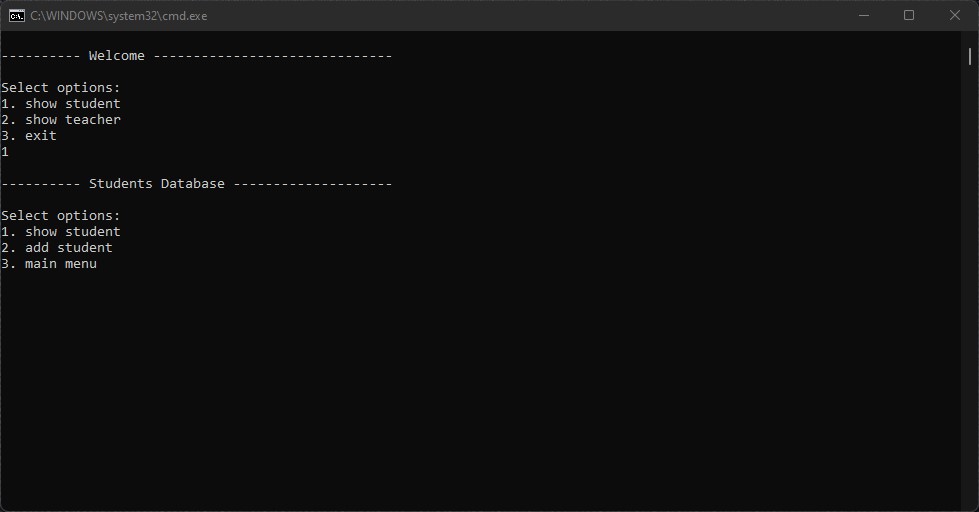 C:\WINDOWS\system32\cmd.exe
---------- Welcome ------------------------------
Select options:
1. show student
2. show teacher
3. exit
1
---------- Students Database --------------------
Select options:
1. show student
2. add student
3. main menu